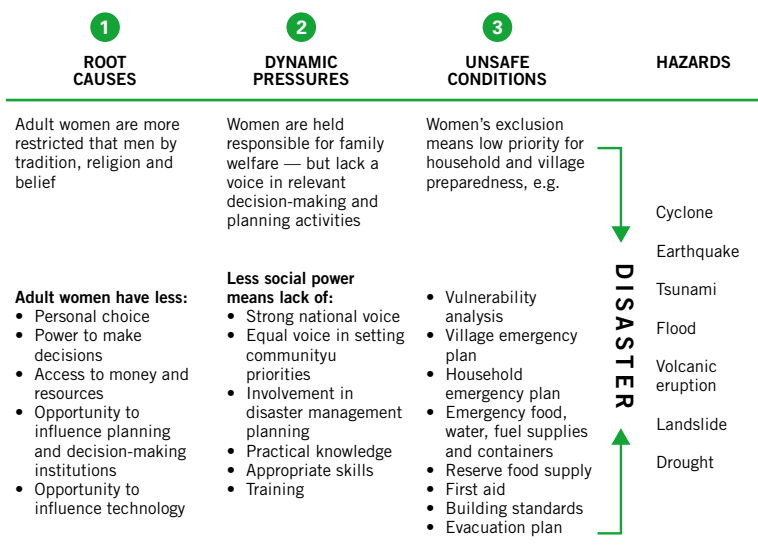 1
ROOT
CAUSES
2
DYNAMIC
PRESSURES
3
UNSAFE
CONDITIONS
HAZARDS
Adult women are more
restricted that men by
tradition, religion and
belief
Adult women have less:
• Personal choice
• Power to make
decisions
• Access to money and
resources
• Opportunity to
influence planning
and decision-making
institutions
• Opportunity to
influence technology
Women are held
responsible for family
welfare — but lack a
voice in relevant
decision-making and
planning activities
Less social power
means lack of:
• Strong national voice
• Equal voice in setting
communityu
priorities
• Involvement in
disaster management
planning
• Practical knowledge
• Appropriate skills
• Training
Women's exclusion
means low priority for
household and village
preparedness, e.g.
• Vulnerability
analysis
• Village emergency
plan
• Household
emergency plan
• Emergency food,
water, fuel supplies
and containers
• Reserve food supply
• First aid
• Building standards
• Evacuation plan
DISASTER
Cyclone
Earthquake
Tsunami
Flood
Volcanic
eruption
Landslide
Drought